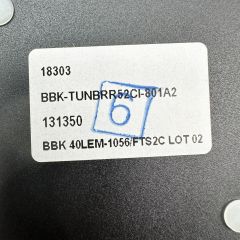 18303
BBK-TUNBRR52CI-801A2
131350
6
BBK 40LEM-1056/FTS2C LOT 02